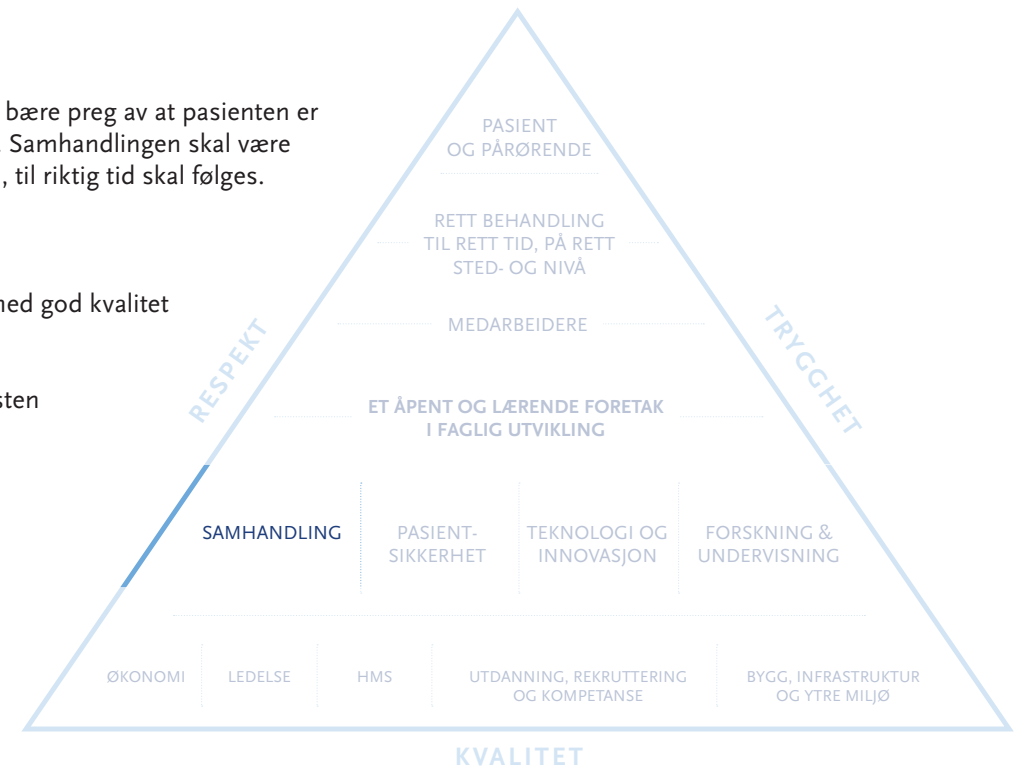 bære preg av at pasienten er
Samhandlingen skal være
, til riktig tid skal følges.
med god kvalitet
sten
PASIENT
OG PÅRØRENDE
RETT BEHANDLING
TIL RETT TID, PÅ RETT
STED- OG NIVÅ
MEDARBEIDERE
RESPEKT
TRYGGHET
ET ÅPENT OG LÆRENDE FORETAK
I FAGLIG UTVIKLING
SAMHANDLING
PASIENT-
SIKKERHET
TEKNOLOGI OG
INNOVASJON
FORSKNING &
UNDERVISNING
ØKONOMI
LEDELSE
HMS
UTDANNING, REKRUTTERING
OG KOMPETANSE
BYGG, INFRASTRUKTUR
OG YTRE MILJØ
KVALITET